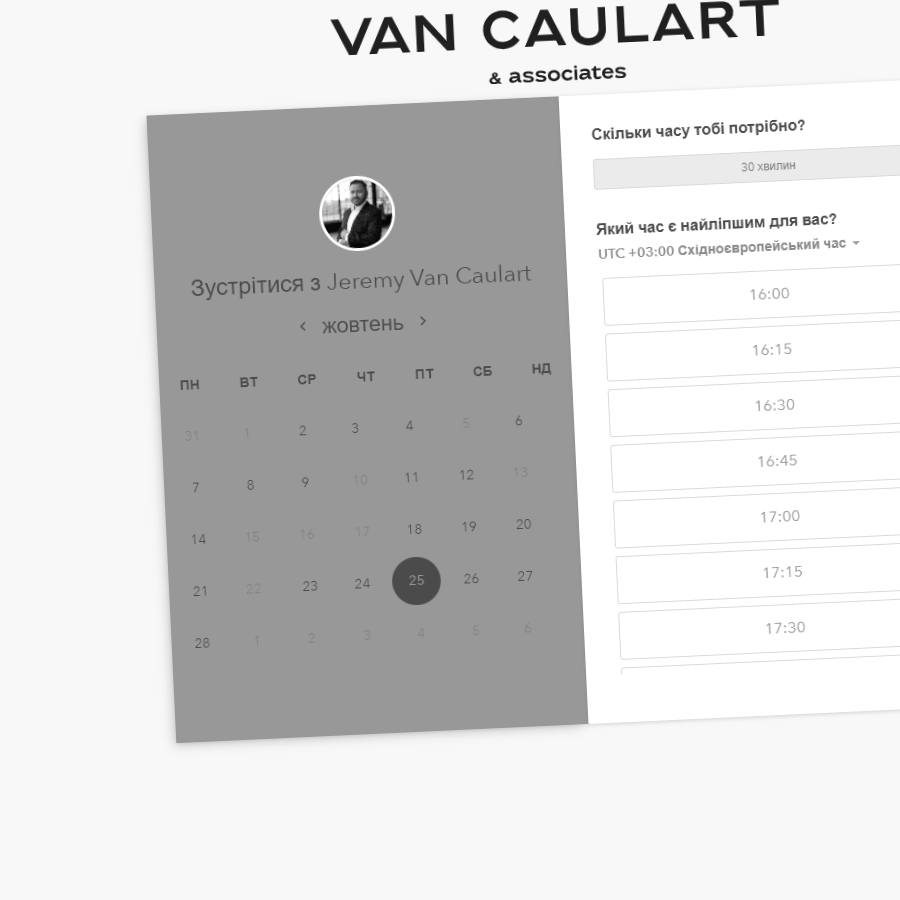 VAN CAULART
& associates
Зустрітися з Jeremy Van Caulart
‹ жовтень ›
ПН ВТ СР ЧТ ПТ СБ НД
31 1 2 3 4 5 6
7 8 9 10 11 12 13
14 15 16 17 18 19 20
21 22 23 24 25 26 27
28 1 2 3 4 5 6
Скільки часу тобі потрібно?
30 хвилин
Який час є найліпшим для вас?
UTC +03:00 Східноєвропейський час
16:00
16:15
16:30
16:45
17:00
17:15
17:30